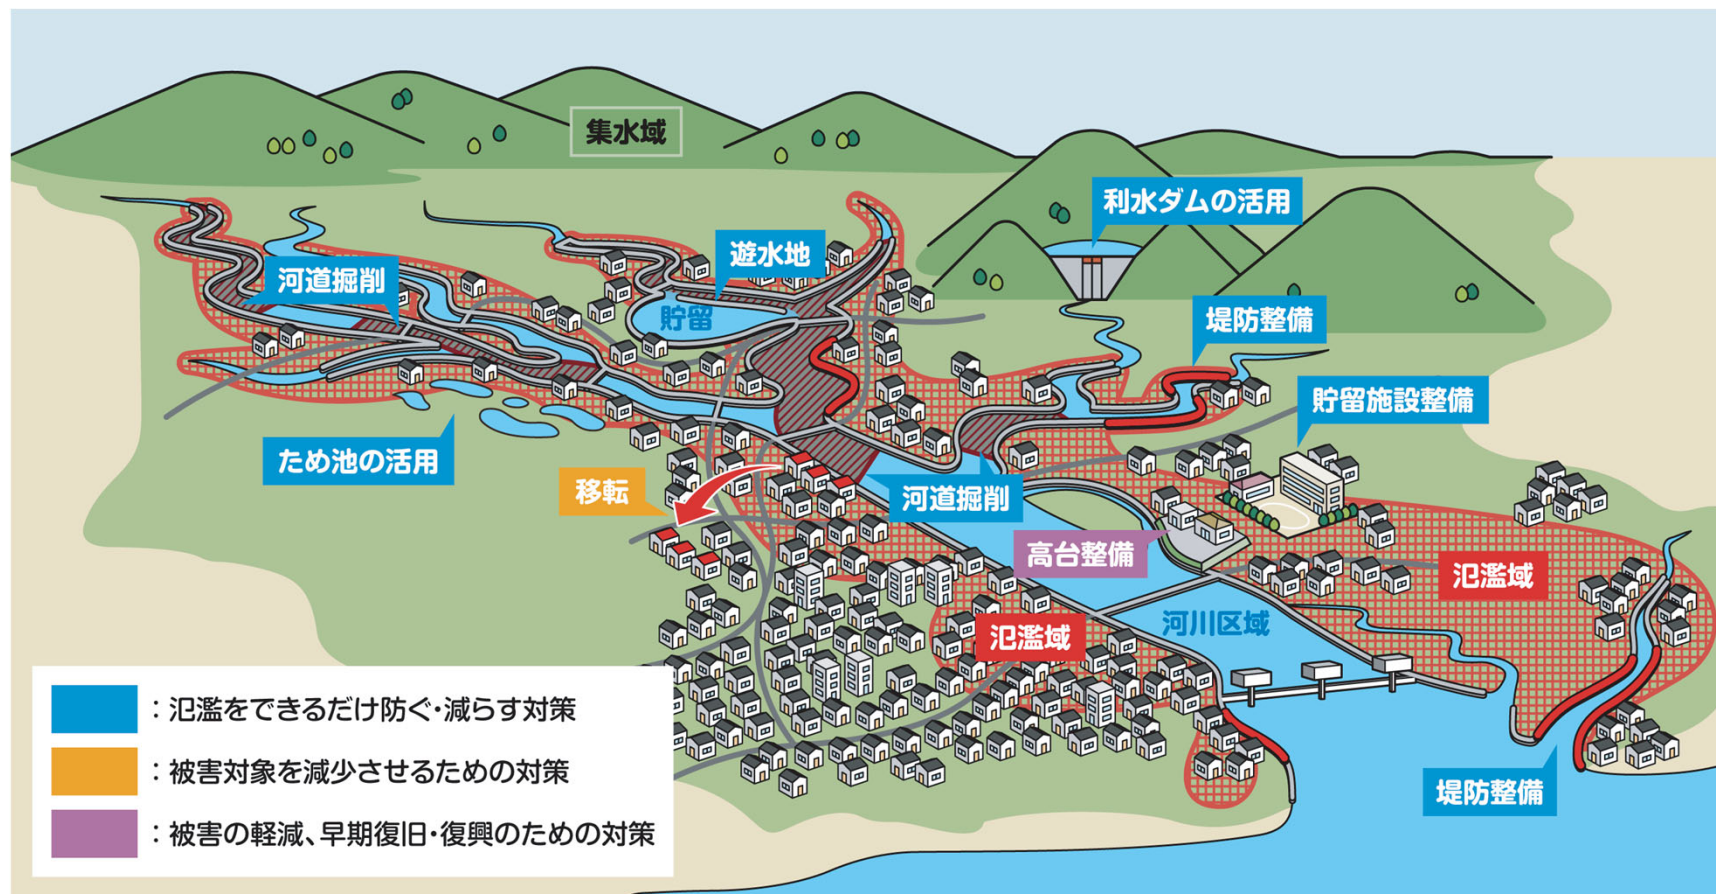 集水域
利水ダムの活用
遊水地
河道掘削
貯留
堤防整備
貯留施設整備
ため池の活用
移転
河道掘削
高台整備
氾濫域
氾濫域
河川区域
堤防整備
：氾濫をできるだけ防ぐ・減らす対策
：被害対象を減少させるための対策
：被害の軽減、早期復旧・復興のための対策